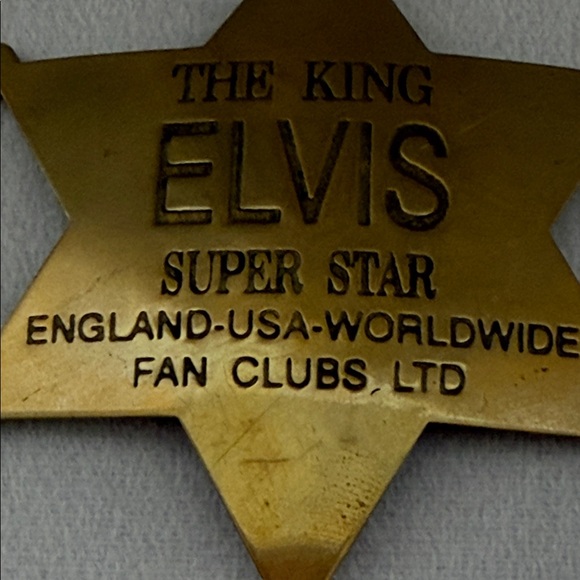 THE KING
ELVIS
SUPER STAR
ENGLAND-USA-WORLDWIDE
FAN CLUBS, LTD